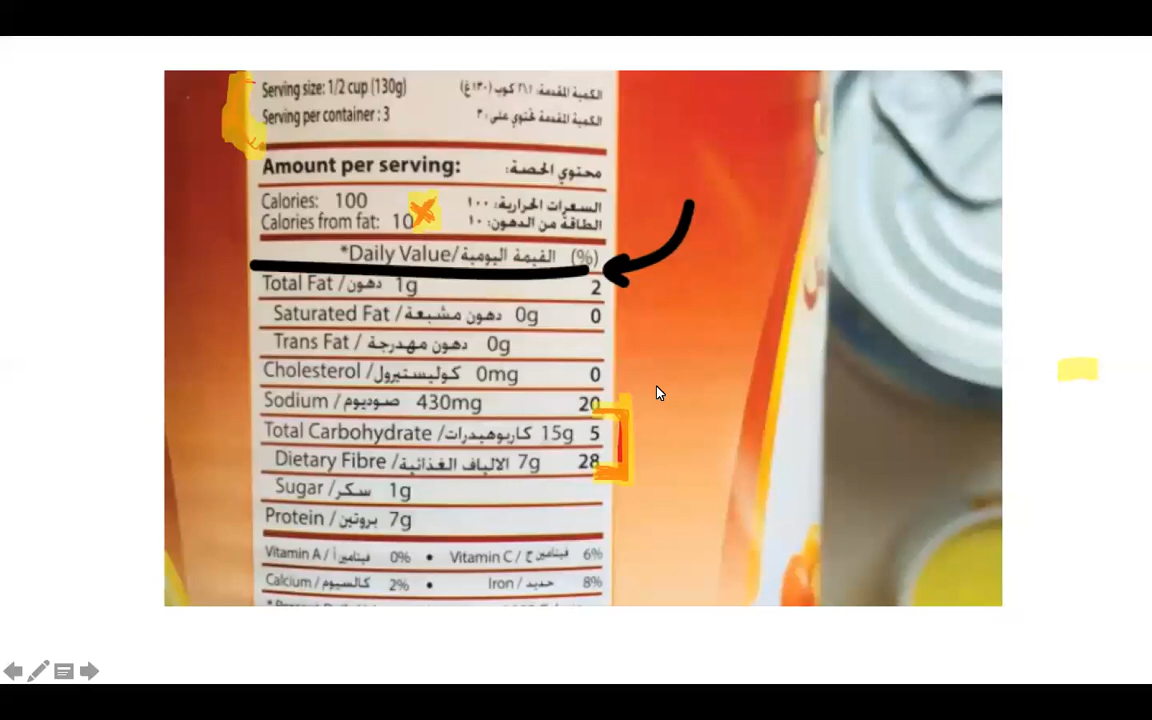 Serving size: 1/2 cup (130g) الكمية المقدمة: ٢\١ كوب (١٣٠غ)
Serving per container : 3 الكمية المقدمة تحتوي على: ٣
Amount per serving: محتوي الحصة:
Calories: 100 السعرات الحرارية: ١٠٠
Calories from fat: 10 الطاقة من الدهون: ١٠
*Daily Value/القيمة اليومية (%)
Total Fat/دهون 1g 2
Saturated Fat/دهون مشبعة 0g 0
Trans Fat/دهون مهدرجة 0g
Cholesterol/كوليستيرول 0mg 0
Sodium/صوديوم 430mg 20
Total Carbohydrate/كاربوهيدرات 15g 5
Dietary Fibre/الالياف الغذائية 7g 28
Sugar/سكر 1g
Protein/بروتين 7g
Vitamin A/فيتامين أ 0% • Vitamin C/فيتامين ج 6%
Calcium/كالسيوم 2% • Iron/حديد 8%